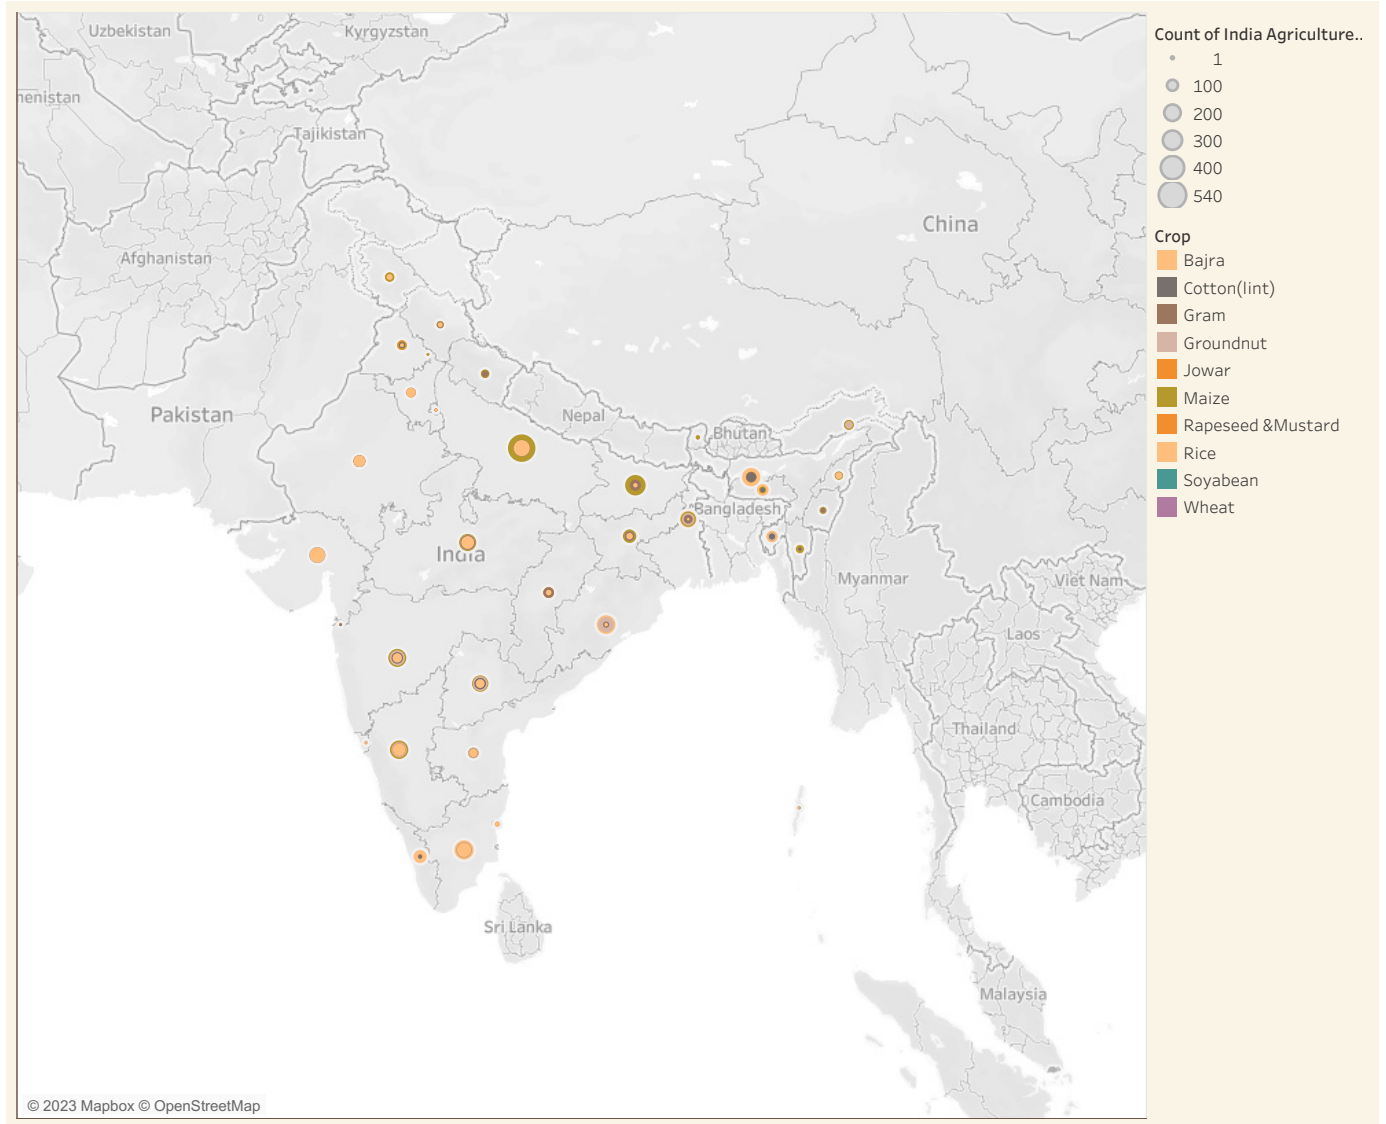 Uzbekistan
Kyrgyzstan
menistan
Tajikistan
China
Afghanistan
Pakistan
Nepal
Bhutan
Bangladesh
India
Myanmar
Viet Nam
Laos
Thailand
Cambodia
Sri Lanka
Malaysia
© 2023 Mapbox © OpenStreetMap
Count of India Agriculture..
1
100
200
300
400
540
Crop
Bajra
Cotton(lint)
Gram
Groundnut
Jowar
Maize
Rapeseed &Mustard
Rice
Soyabean
Wheat